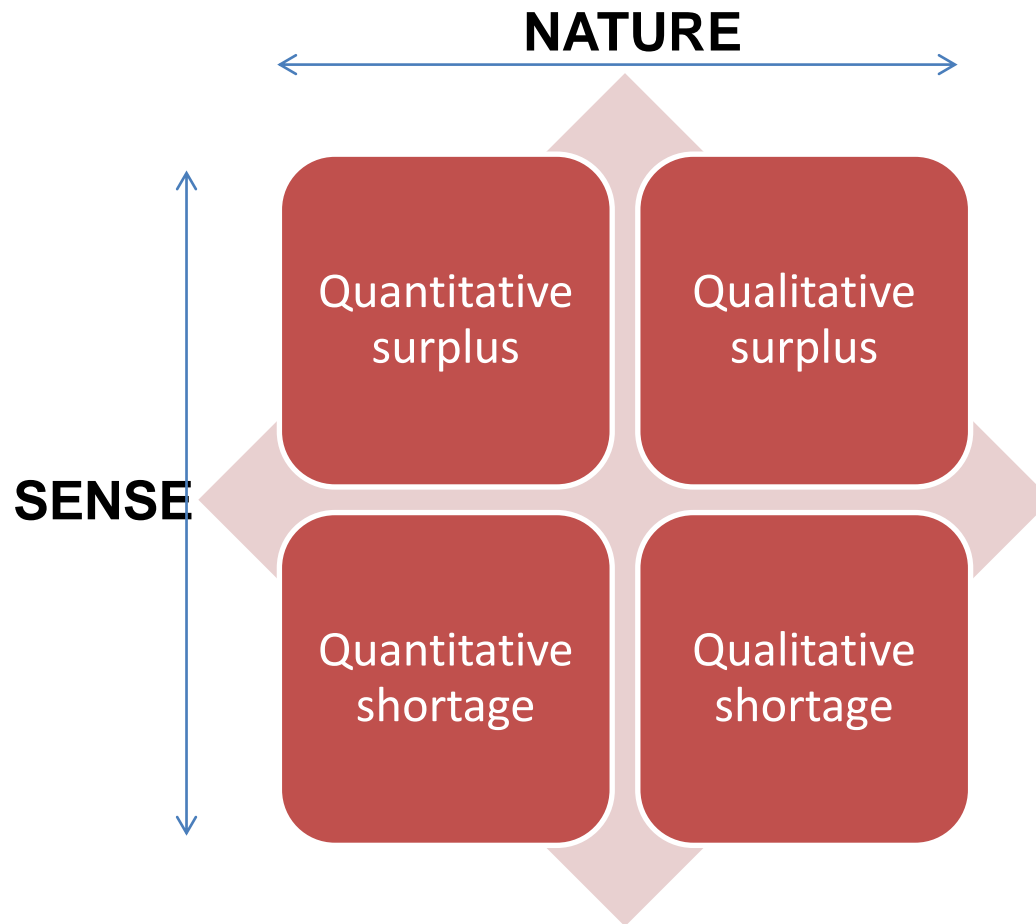 NATURE
Quantitative
surplus
Qualitative
surplus
SENSE
Quantitative
shortage
Qualitative
shortage